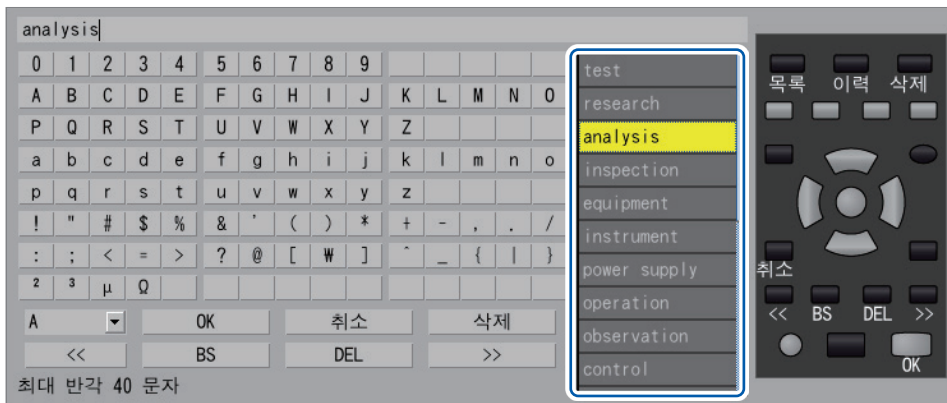 analysis
0 1 2 3 4 5 6 7 8 9
A B C D E F G H I J K L M N O
P Q R S T U V W X Y Z
a b c d e f g h i j k l m n o
p q r s t u v w x y z
! " # $ % & ' ( ) * + - , . /
: ; < = > ? @ [ ₩ ] ^ _ { | }
² ³ μ Ω
A OK 취소 삭제
<< BS DEL >>
최대 반각 40 문자
test
research
analysis
inspection
equipment
instrument
power supply
operation
observation
control
목록 이력 삭제
취소
<< BS DEL >>
OK